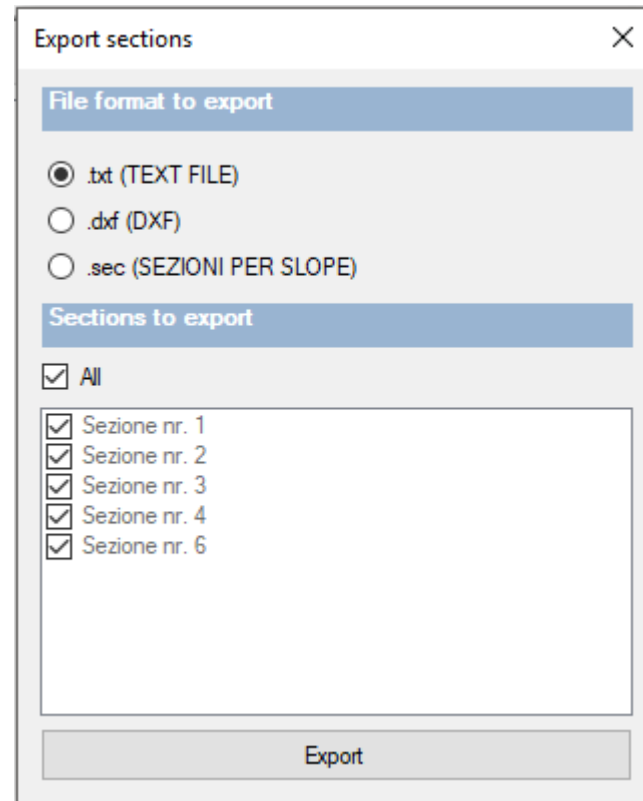 Export sections
File format to export
.txt (TEXT FILE)
.dxf (DXF)
.sec (SEZIONI PER SLOPE)
Sections to export
All
Sezione nr. 1
Sezione nr. 2
Sezione nr. 3
Sezione nr. 4
Sezione nr. 6
Export